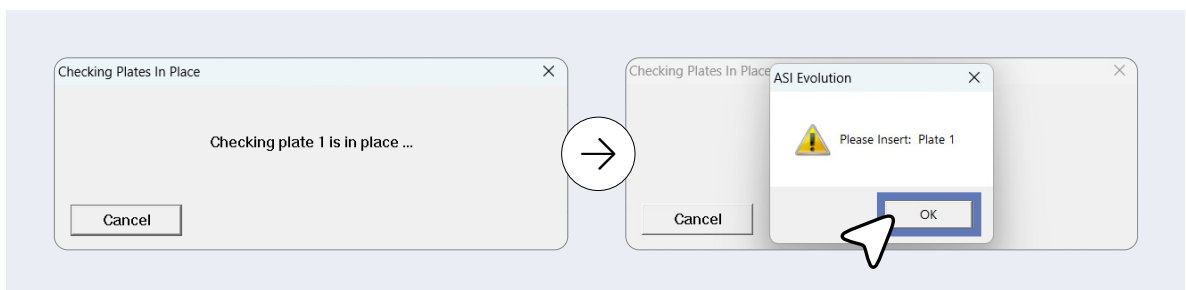 Checking Plates In Place
Checking plate 1 is in place ...
Cancel
Checking Plates In Place
ASI Evolution
Please Insert: Plate 1
Cancel
OK